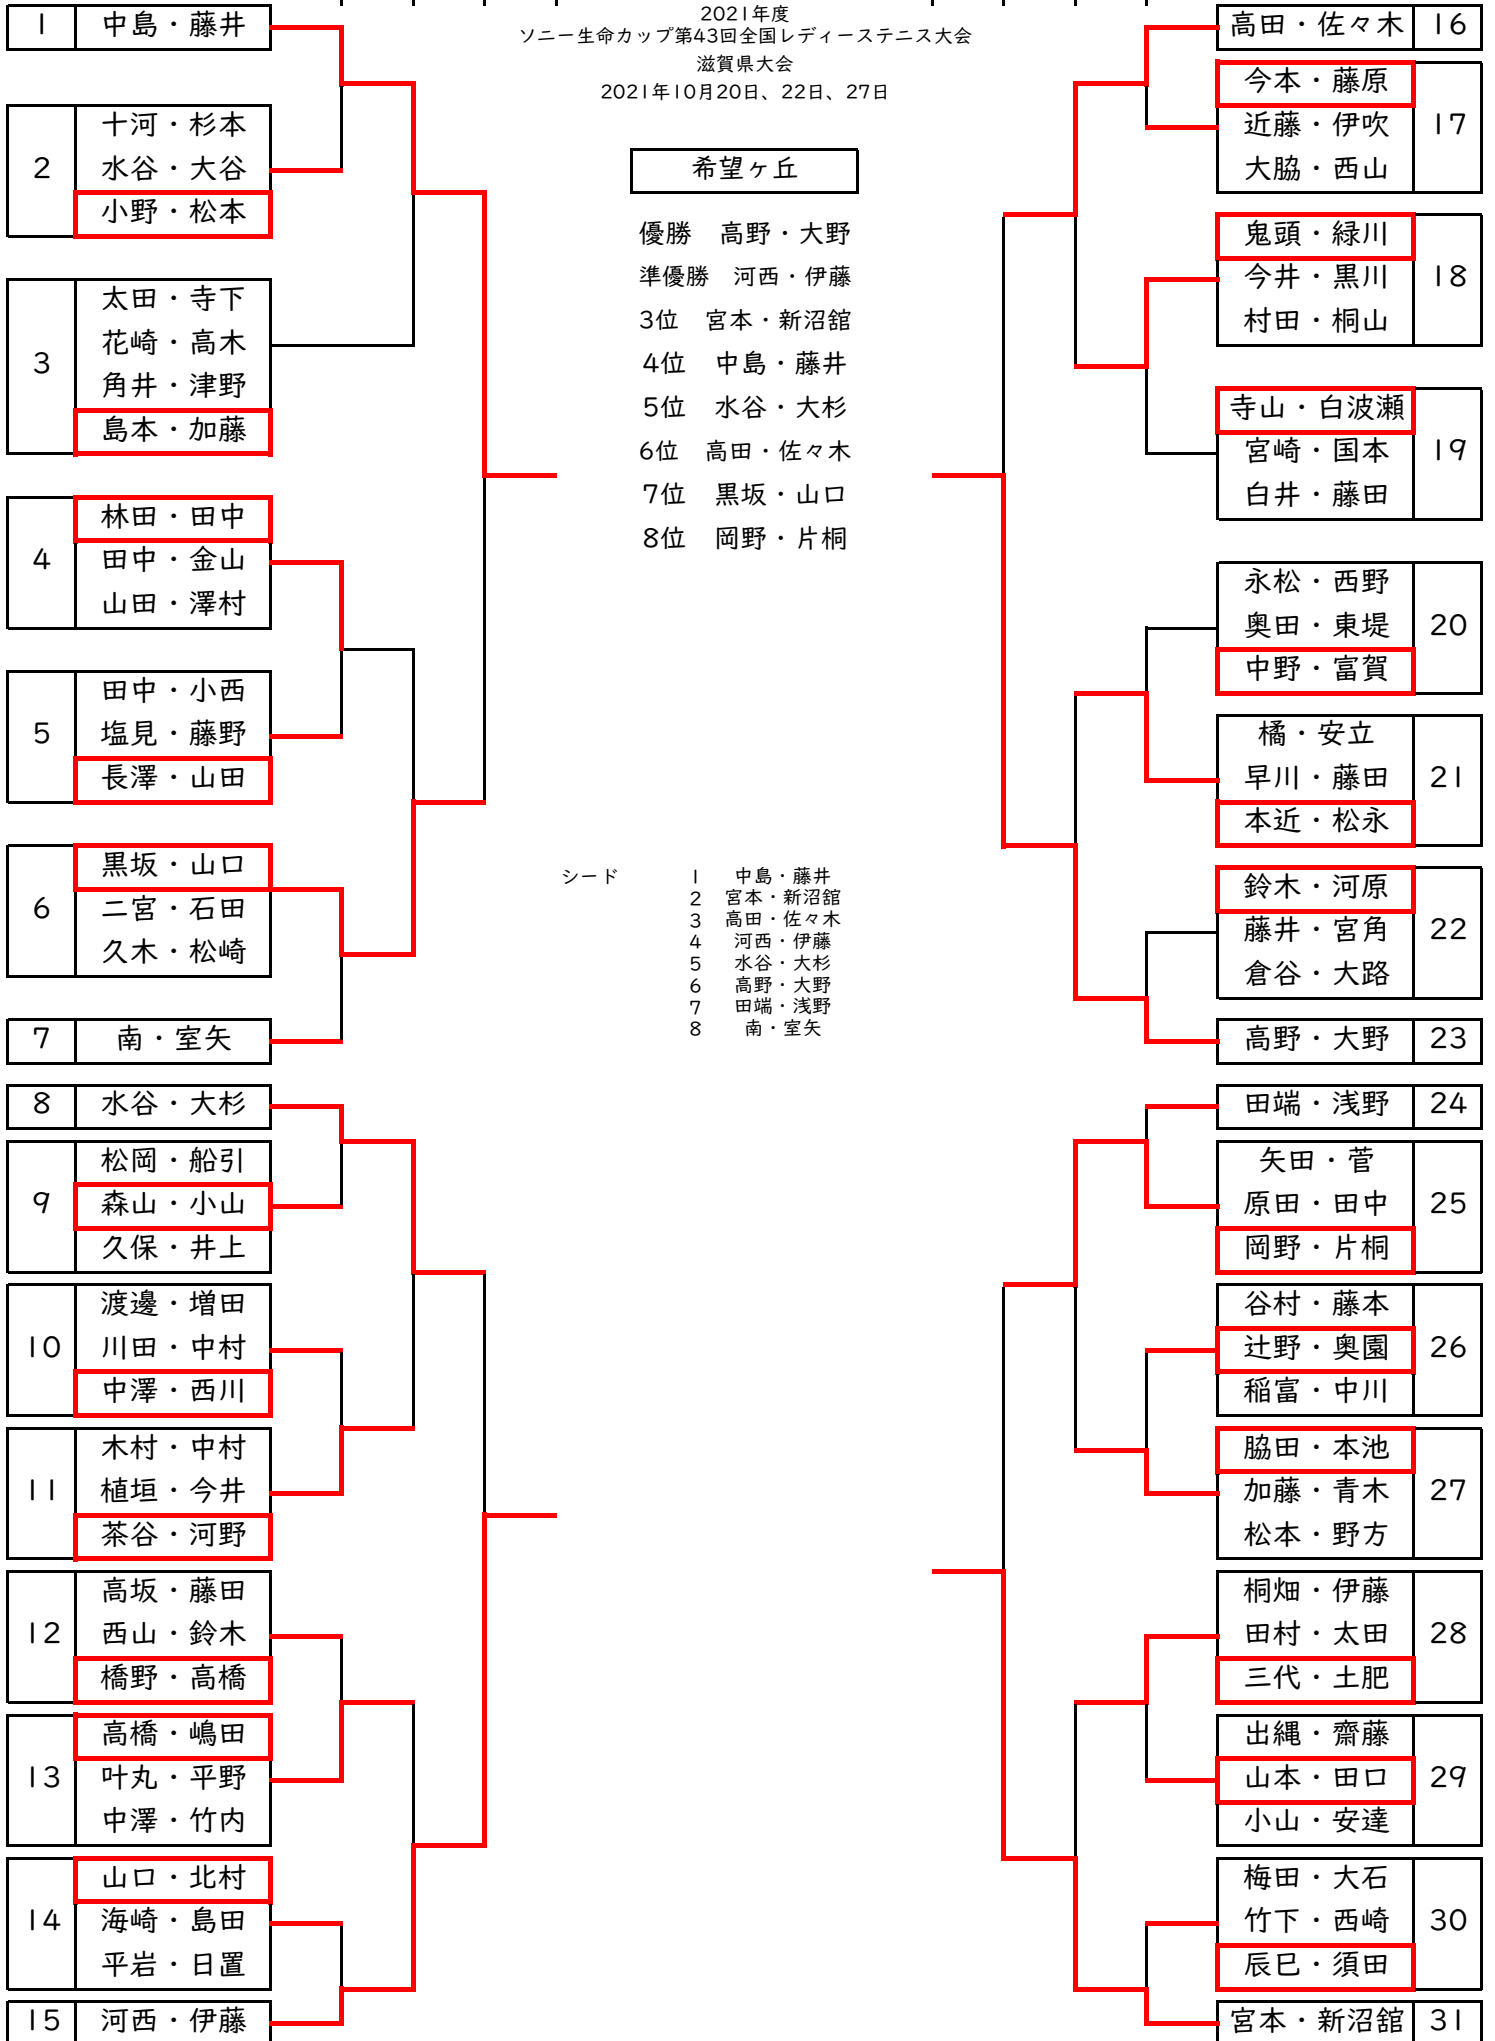 2021年度
ソニー生命カップ第43回全国レディーステニス大会
滋賀県大会
2021年10月20日、22日、27日
希望ヶ丘
優勝 高野・大野
準優勝 河西・伊藤
3位 宮本・新沼舘
4位 中島・藤井
5位 水谷・大杉
6位 高田・佐々木
7位 黒坂・山口
8位 岡野・片桐
シード 1 中島・藤井
2 宮本・新沼舘
3 高田・佐々木
4 河西・伊藤
5 水谷・大杉
6 高野・大野
7 田端・浅野
8 南・室矢
1 中島・藤井
十河・杉本
2 水谷・大谷
小野・松本
太田・寺下
花崎・高木
3
角井・津野
島本・加藤
林田・田中
4 田中・金山
山田・澤村
田中・小西
5 塩見・藤野
長澤・山田
黒坂・山口
6 二宮・石田
久木・松崎
7 南・室矢
8 水谷・大杉
松岡・船引
9 森山・小山
久保・井上
渡邊・増田
10 川田・中村
中澤・西川
木村・中村
11 植垣・今井
茶谷・河野
高坂・藤田
12 西山・鈴木
橋野・高橋
高橋・嶋田
13 叶丸・平野
中澤・竹内
山口・北村
14 海崎・島田
平岩・日置
15 河西・伊藤
高田・佐々木 16
今本・藤原
近藤・伊吹 17
大脇・西山
鬼頭・緑川
今井・黒川 18
村田・桐山
寺山・白波瀬
宮崎・国本 19
白井・藤田
永松・西野
奥田・東堤 20
中野・富賀
橘・安立
早川・藤田 21
本近・松永
鈴木・河原
藤井・宮角 22
倉谷・大路
高野・大野 23
田端・浅野 24
矢田・菅
原田・田中 25
岡野・片桐
谷村・藤本
辻野・奥園 26
稲富・中川
脇田・本池
加藤・青木 27
松本・野方
桐畑・伊藤
田村・太田 28
三代・土肥
出縄・齋藤
山本・田口 29
小山・安達
梅田・大石
竹下・西崎 30
辰巳・須田
宮本・新沼舘 31